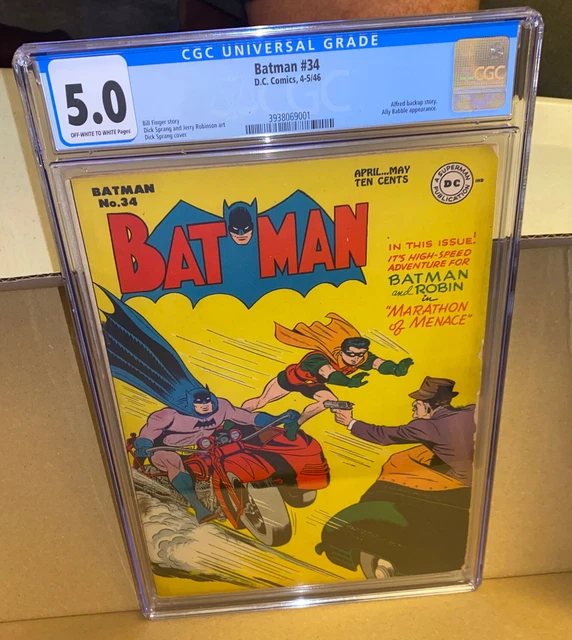 CGC UNIVERSAL GRADE
5.0
OFF-WHITE TO WHITE Pages
Batman #34
D.C. Comics, 4-5/46
Bill Finger story
Dick Sprang and Jerry Robinson art
Dick Sprang cover
3938069001
Alfred backup story.
Ally Babble appearance.
CGC
BATMAN
No.34
APRIL...MAY
TEN CENTS
A SUPERMAN
DC
PUBLICATION
BATMAN
IN THIS ISSUE!
IT'S HIGH-SPEED
ADVENTURE FOR
BATMAN
and ROBIN
in
"MARATHON
of MENACE"